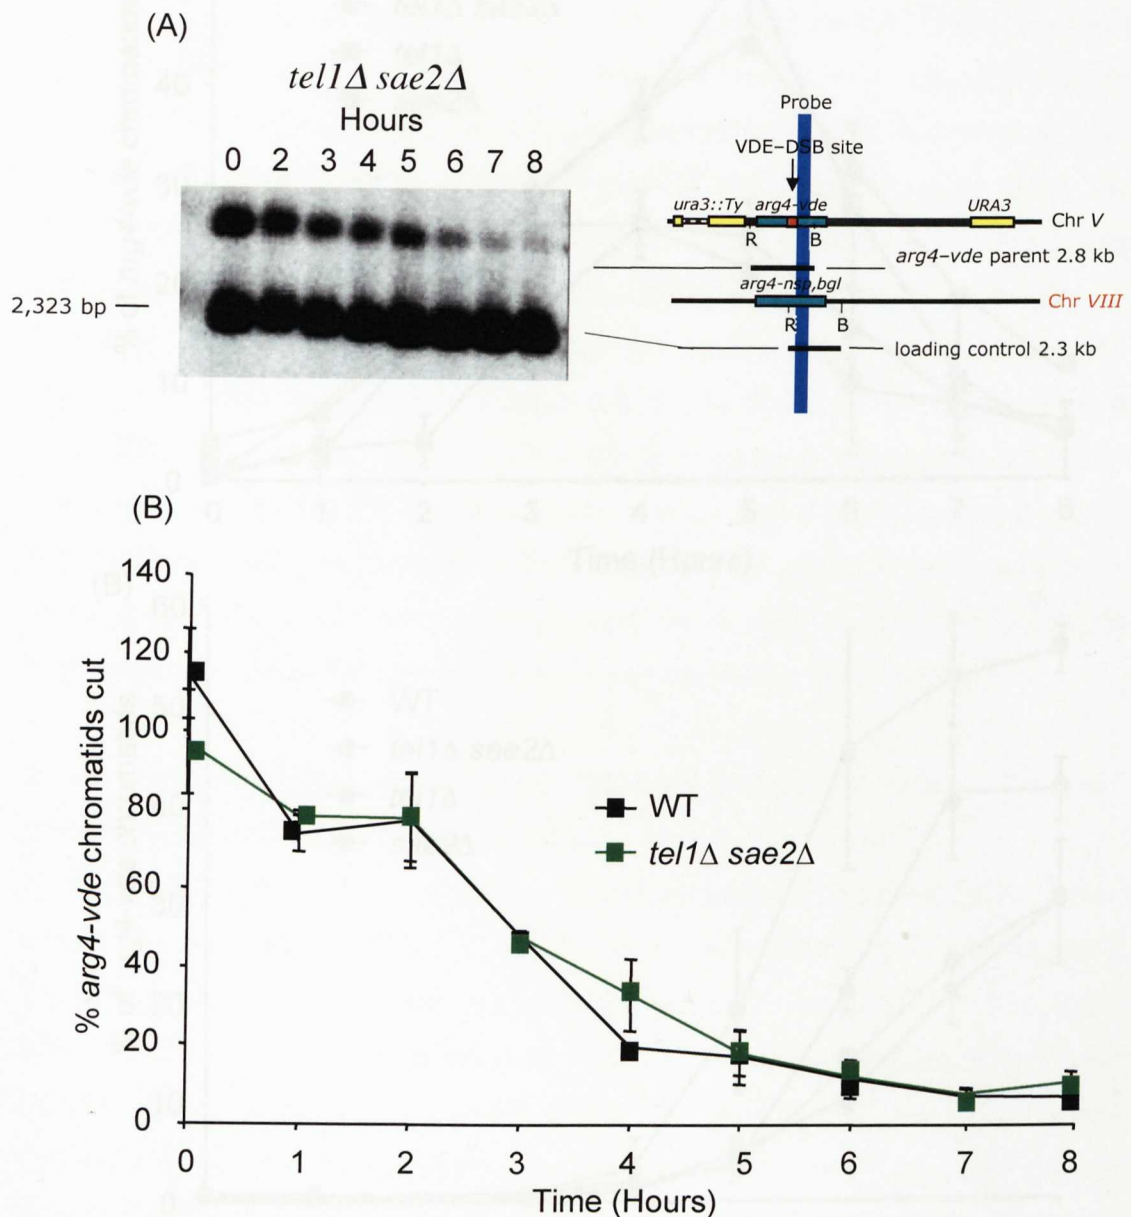 (A)
tel1Δ sae2Δ
Hours
0 2 3 4 5 6 7 8
2,323 bp
Probe
VDE–DSB site
ura3::Ty arg4-vde URA3
Chr V
R B
arg4–vde parent 2.8 kb
arg4-nsp,bgl
Chr VIII
R B
loading control 2.3 kb
(B)
140
120
100
80
60
40
20
0
% arg4-vde chromatids cut
WT
tel1Δ sae2Δ
0 1 2 3 4 5 6 7 8
Time (Hours)